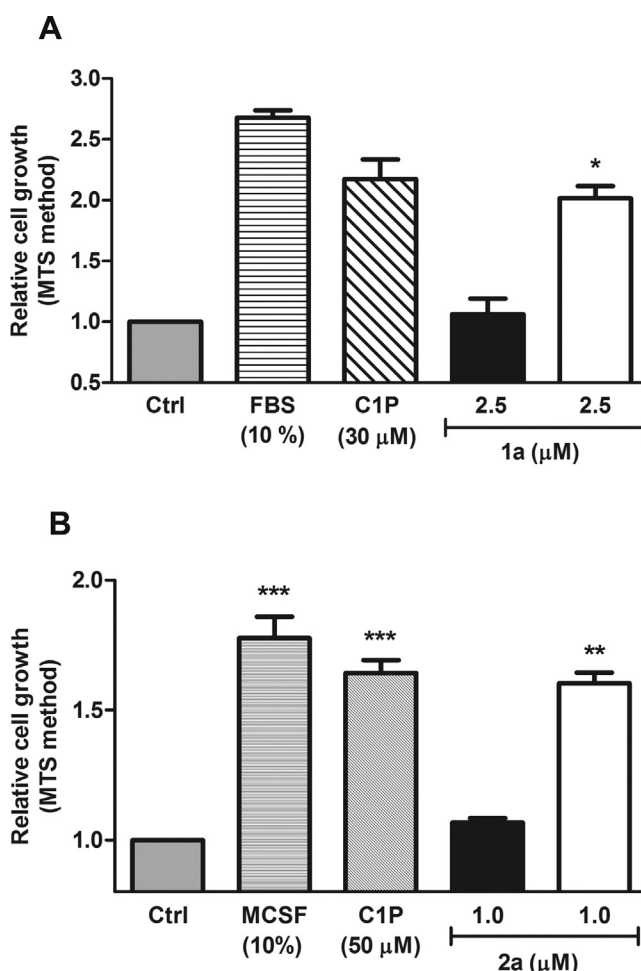 A
Relative cell growth
(MTS method)
3.0
2.5
2.0
1.5
1.0
0.5
*
Ctrl
FBS
(10 %)
C1P
(30 μM)
2.5
2.5
1a (μM)
B
Relative cell growth
(MTS method)
2.0
1.5
1.0
***
***
**
Ctrl
MCSF
(10%)
C1P
(50 μM)
1.0
1.0
2a (μM)